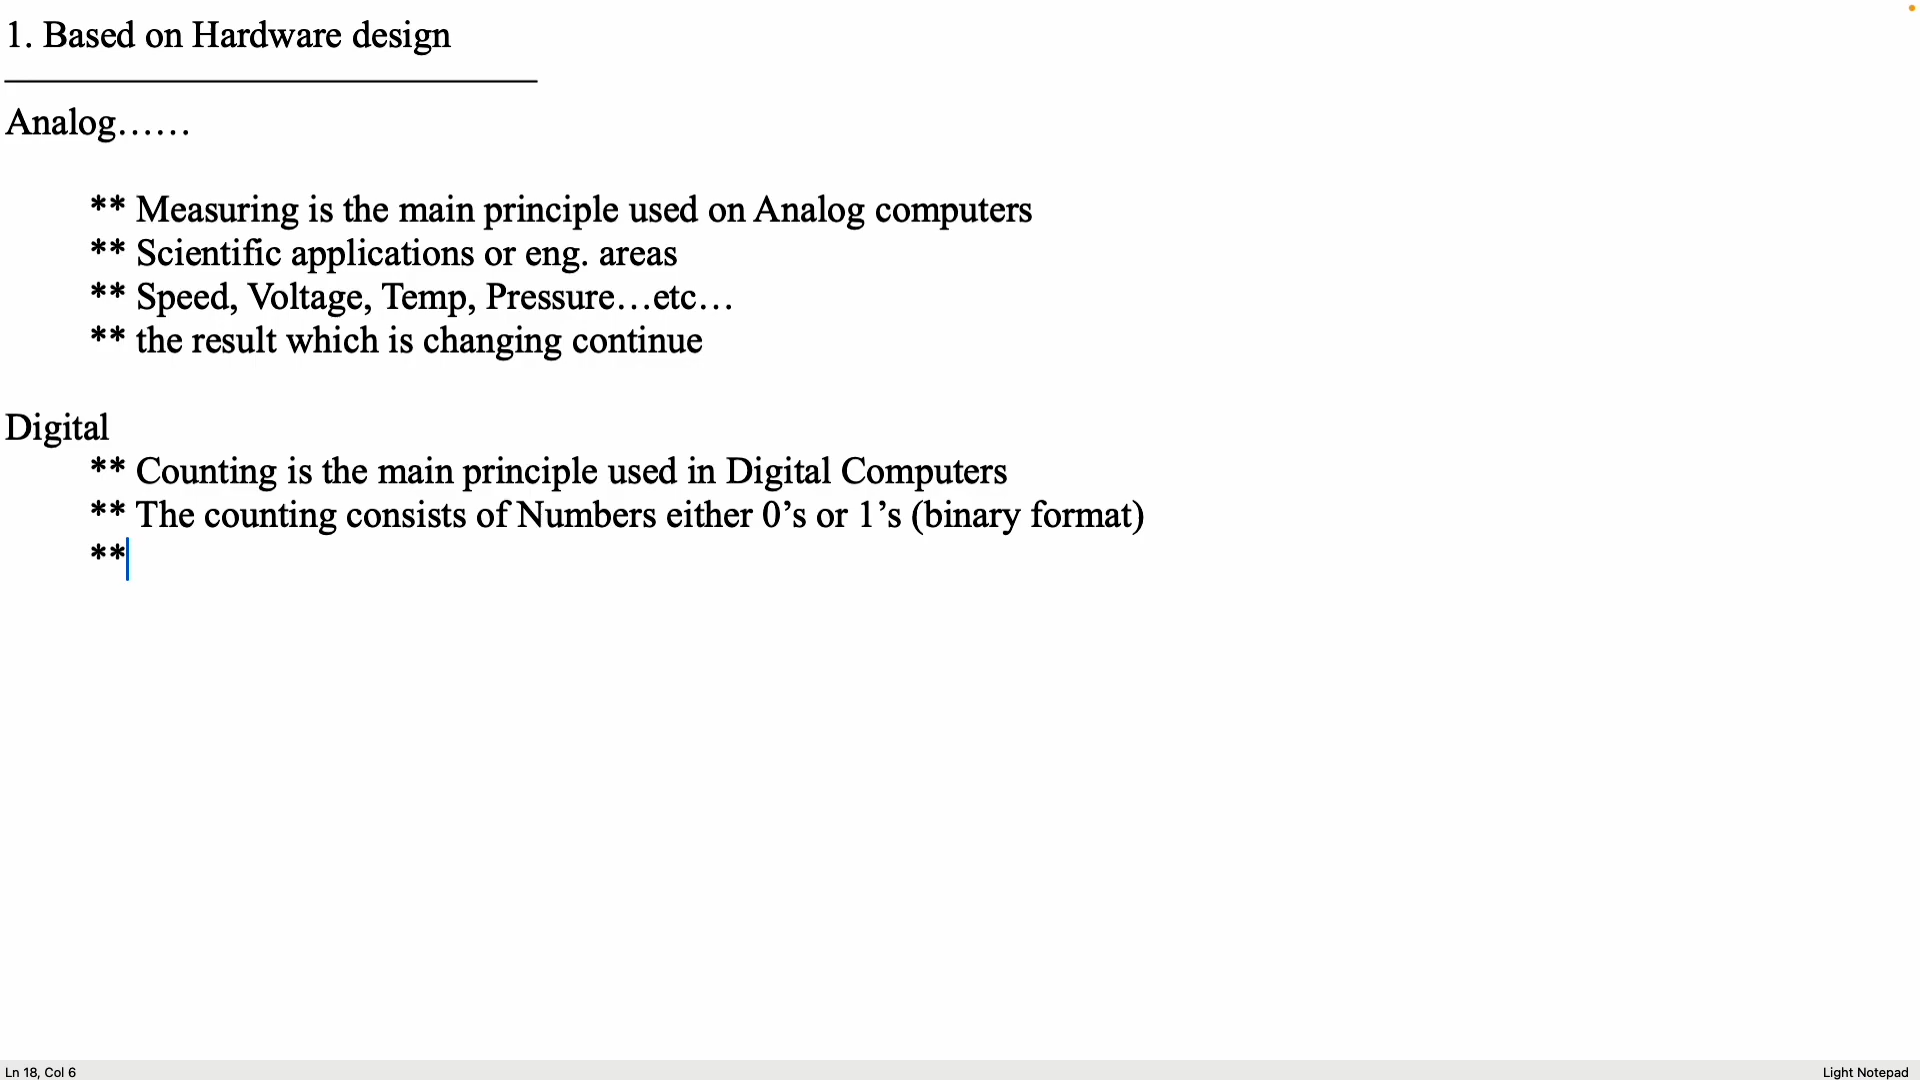 1. Based on Hardware design
Analog......
** Measuring is the main principle used on Analog computers
** Scientific applications or eng. areas
** Speed, Voltage, Temp, Pressure…etc…
** the result which is changing continue
Digital
** Counting is the main principle used in Digital Computers
** The counting consists of Numbers either 0’s or 1’s (binary format)
**
Ln 18, Col 6
Light Notepad